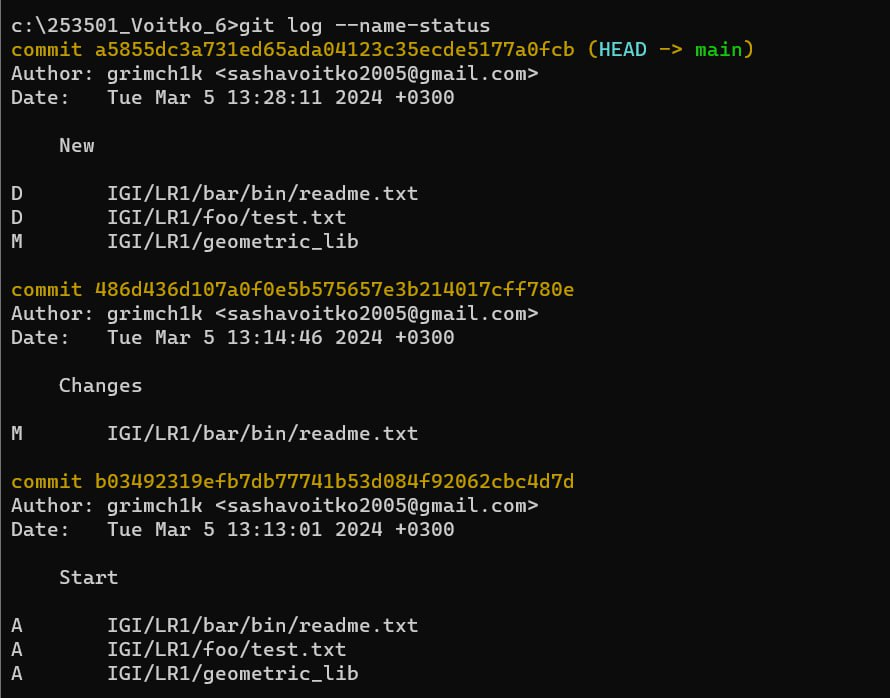 c:\253501_Voitko_6>git log --name-status
commit a5855dc3a731ed65ada04123c35ecde5177a0fcb (HEAD -> main)
Author: grimch1k <sashavoitko2005@gmail.com>
Date:   Tue Mar 5 13:28:11 2024 +0300
New
D       IGI/LR1/bar/bin/readme.txt
D       IGI/LR1/foo/test.txt
M       IGI/LR1/geometric_lib
commit 486d436d107a0f0e5b575657e3b214017cff780e
Author: grimch1k <sashavoitko2005@gmail.com>
Date:   Tue Mar 5 13:14:46 2024 +0300
Changes
M       IGI/LR1/bar/bin/readme.txt
commit b03492319efb7db77741b53d084f92062cbc4d7d
Author: grimch1k <sashavoitko2005@gmail.com>
Date:   Tue Mar 5 13:13:01 2024 +0300
Start
A       IGI/LR1/bar/bin/readme.txt
A       IGI/LR1/foo/test.txt
A       IGI/LR1/geometric_lib